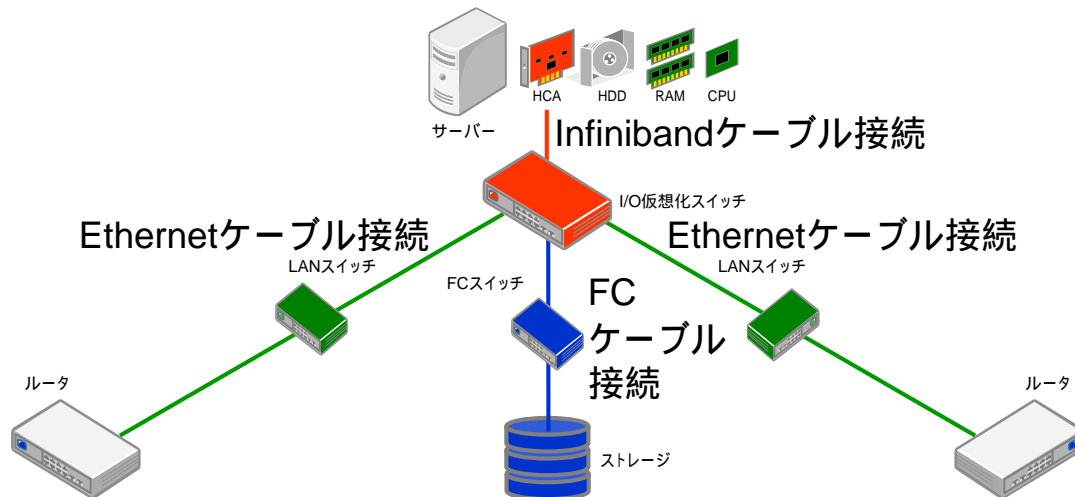 HCA
HDD
RAM
CPU
サーバー
Infinibandケーブル接続
I/O仮想化スイッチ
Ethernetケーブル接続
Ethernetケーブル接続
LANスイッチ
LANスイッチ
FCスイッチ
FC
ケーブル
接続
ルータ
ルータ
ストレージ